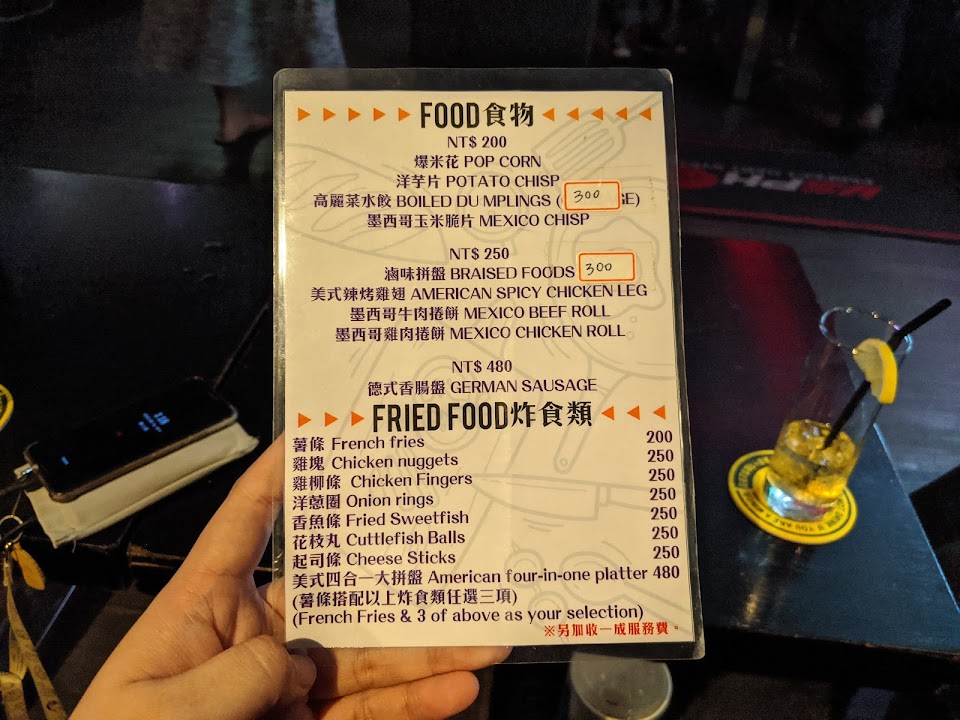 FOOD食物
NT$ 200
爆米花 POP CORN
洋芋片 POTATO CHISP
高麗菜水餃 BOILED DU MPLINGS ( 300 GE)
墨西哥玉米脆片 MEXICO CHISP
NT$ 250
滷味拼盤 BRAISED FOODS 300
美式辣烤雞翅 AMERICAN SPICY CHICKEN LEG
墨西哥牛肉捲餅 MEXICO BEEF ROLL
墨西哥雞肉捲餅 MEXICO CHICKEN ROLL
NT$ 480
德式香腸盤 GERMAN SAUSAGE
FRIED FOOD炸食類
薯條 French fries 200
雞塊 Chicken nuggets 250
雞柳條 Chicken Fingers 250
洋蔥圈 Onion rings 250
香魚條 Fried Sweetfish 250
花枝丸 Cuttlefish Balls 250
起司條 Cheese Sticks 250
美式四合一大拼盤 American four-in-one platter 480
(薯條搭配以上炸食類任選三項)
(French Fries & 3 of above as your selection)
※另加收一成服務費。